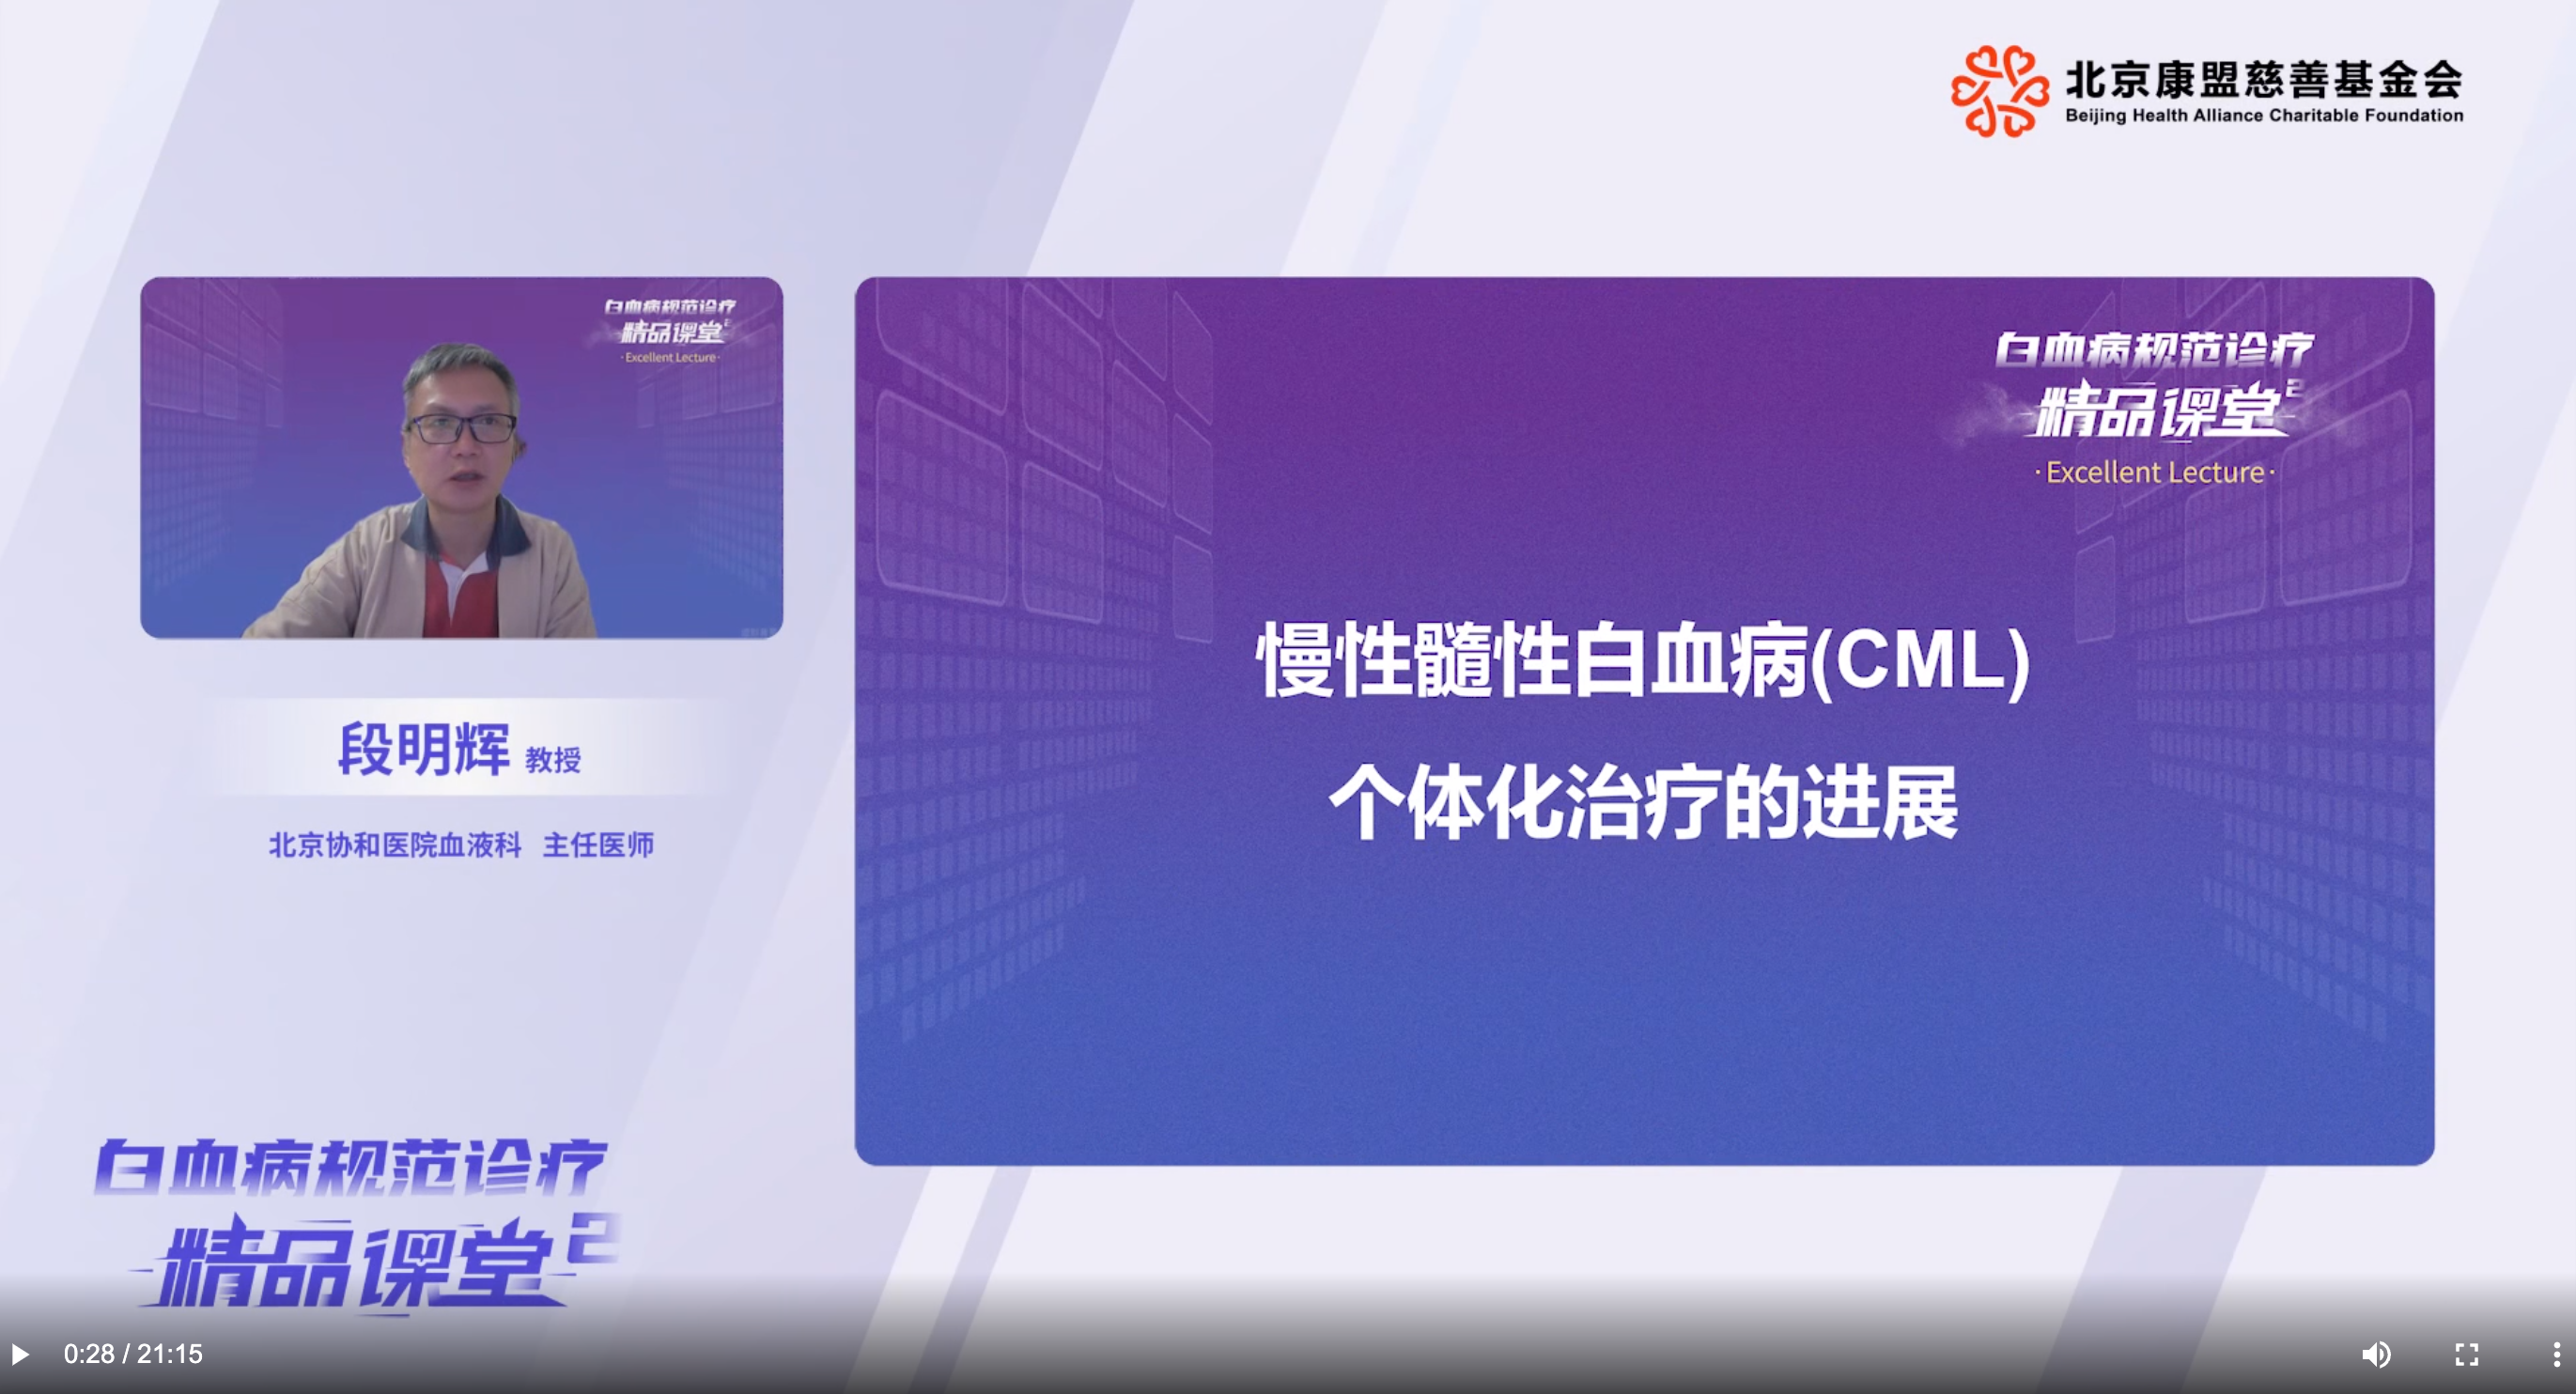 北京康盟慈善基金会
Beijing Health Alliance Charitable Foundation
白血病规范诊疗
精品课堂2
·Excellent Lecture·
段明辉 教授
北京协和医院血液科 主任医师
白血病规范诊疗
精品课堂2
·Excellent Lecture·
慢性髓性白血病(CML)
个体化治疗的进展
白血病规范诊疗
精品课堂2
0:28 / 21:15